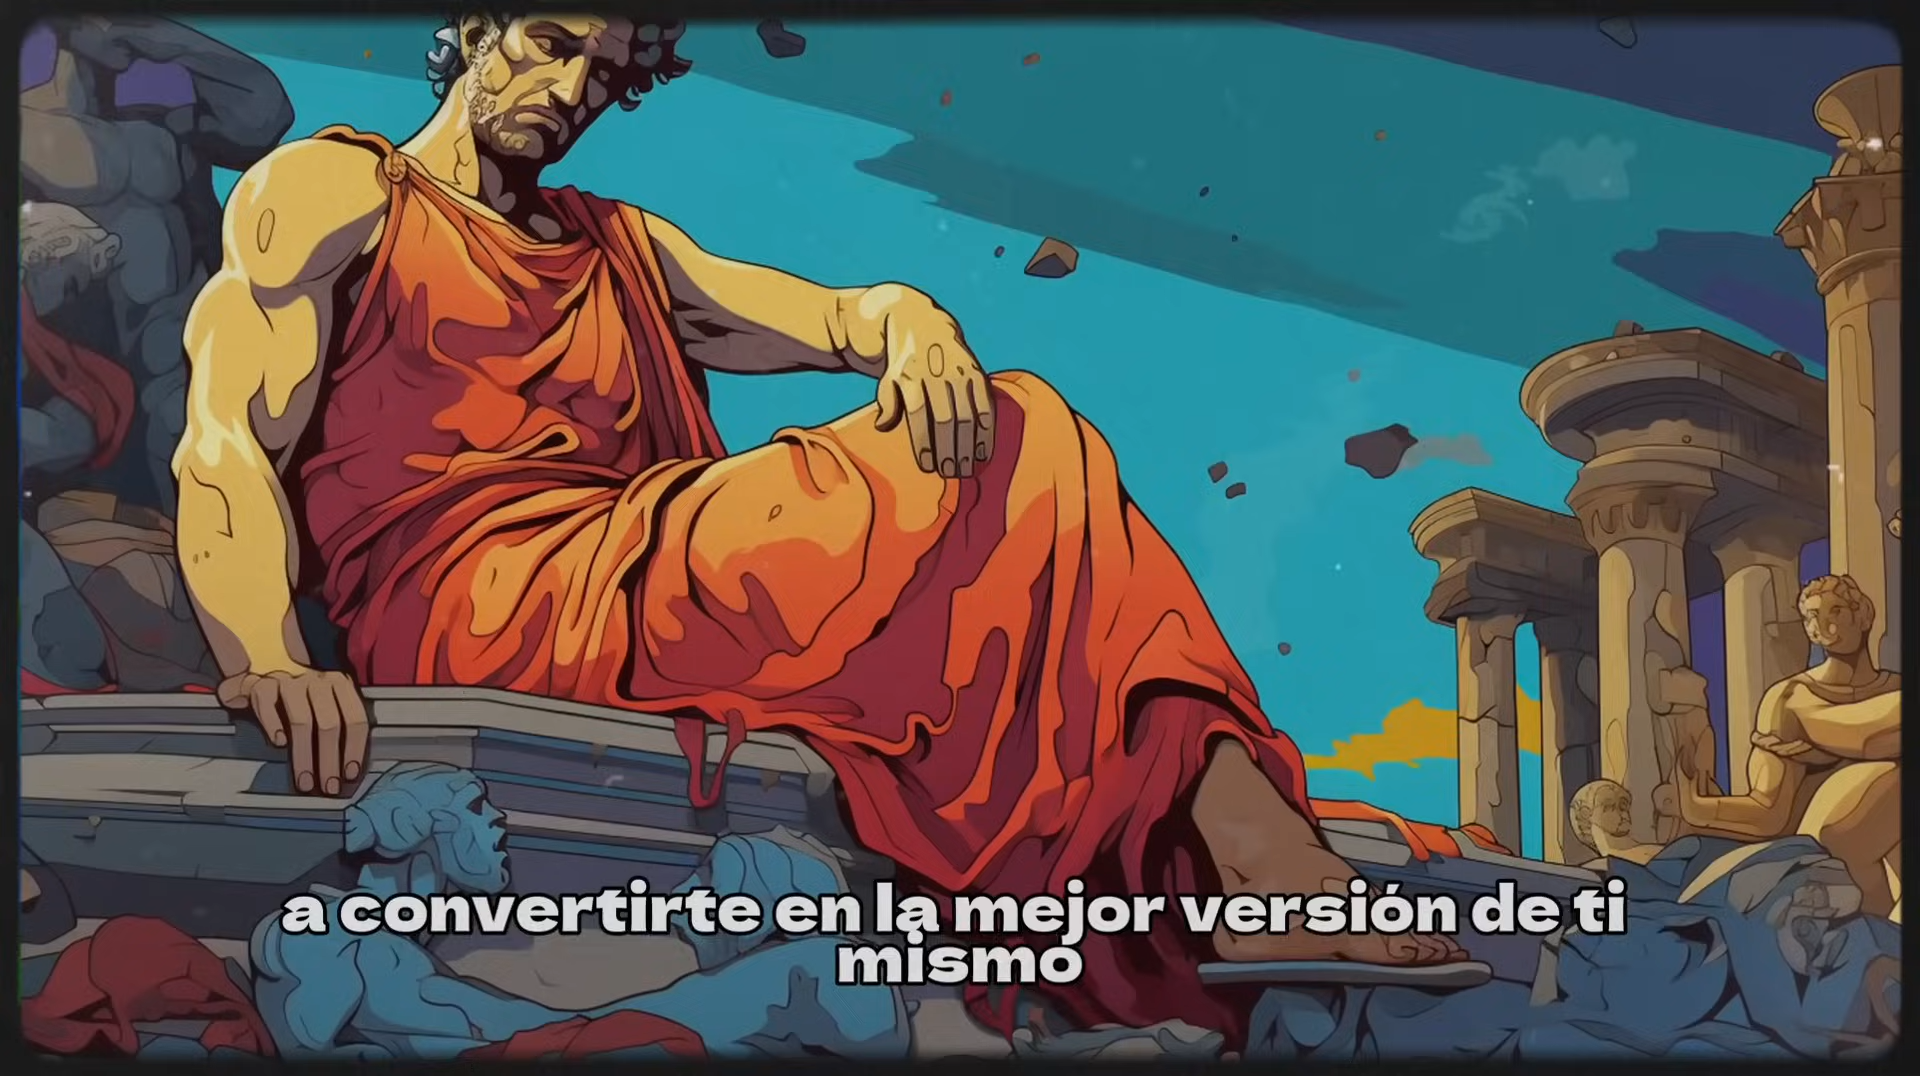 a convertirte en la mejor versión de ti
mismo